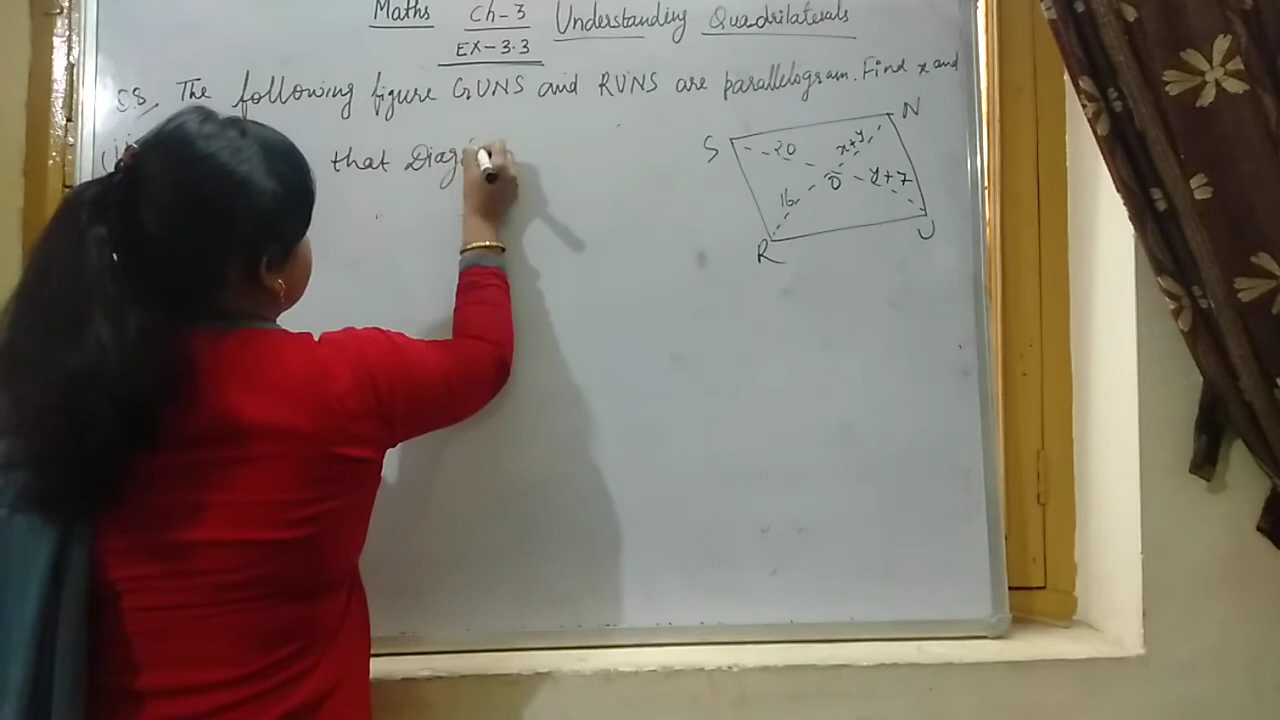 Maths Ch-3 Understanding Quadrilaterals
EX-3.3
The following figure GUNS and RUNS are parallelogram. Find x and
that Diag
S
N
20
x+y
O
y+7
16
R
U